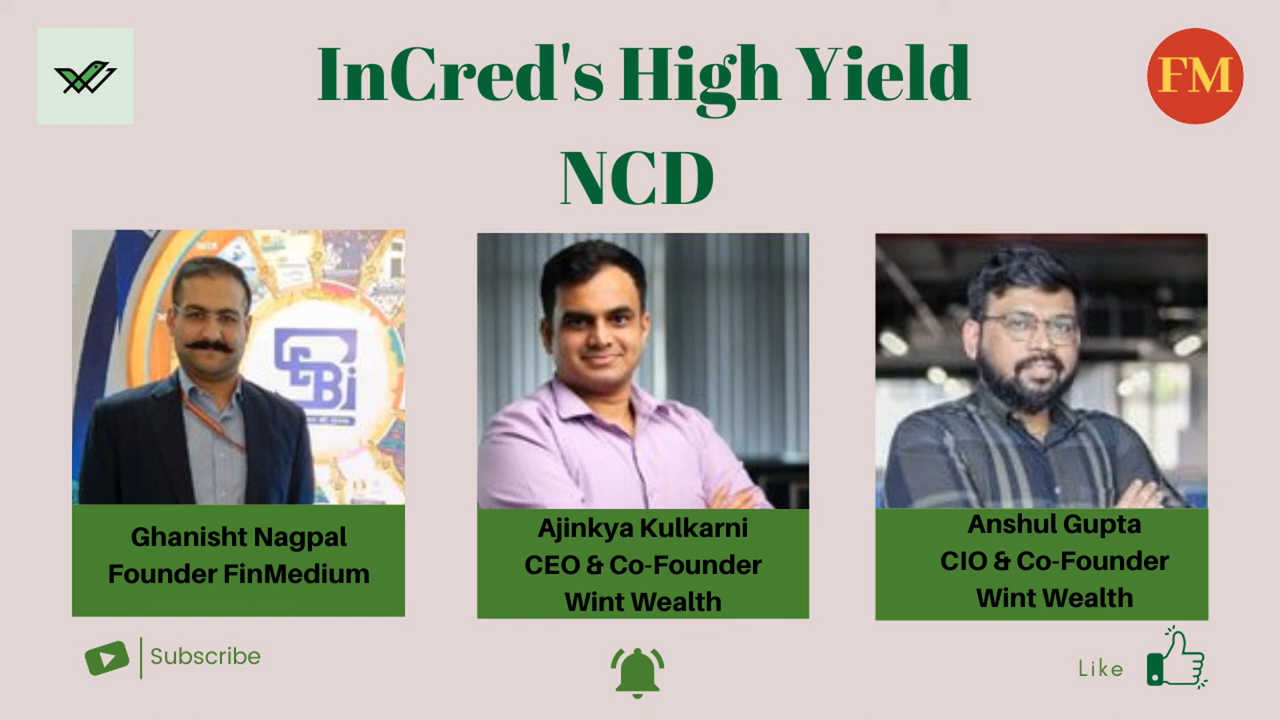 InCred's High Yield
NCD
FM
SEBI
Ghanisht Nagpal
Founder FinMedium
Ajinkya Kulkarni
CEO & Co-Founder
Wint Wealth
Anshul Gupta
CIO & Co-Founder
Wint Wealth
Subscribe
Like